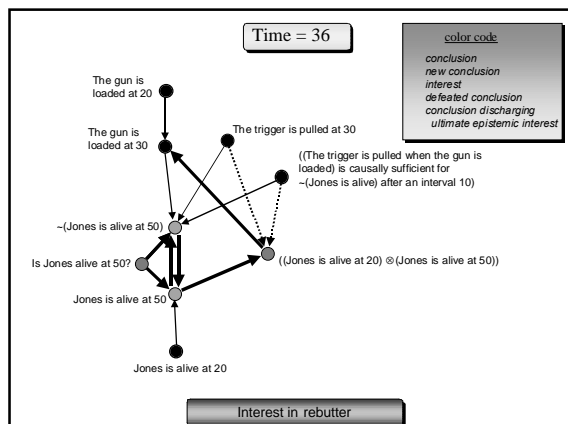 Time = 36
color code
conclusion
new conclusion
interest
defeated conclusion
conclusion discharging
ultimate epistemic interest
The gun is
loaded at 20
The gun is
loaded at 30
The trigger is pulled at 30
((The trigger is pulled when the gun is
loaded) is causally sufficient for
~(Jones is alive) after an interval 10)
~(Jones is alive at 50)
Is Jones alive at 50?
((Jones is alive at 20) ⊗(Jones is alive at 50))
Jones is alive at 50
Jones is alive at 20
Interest in rebutter